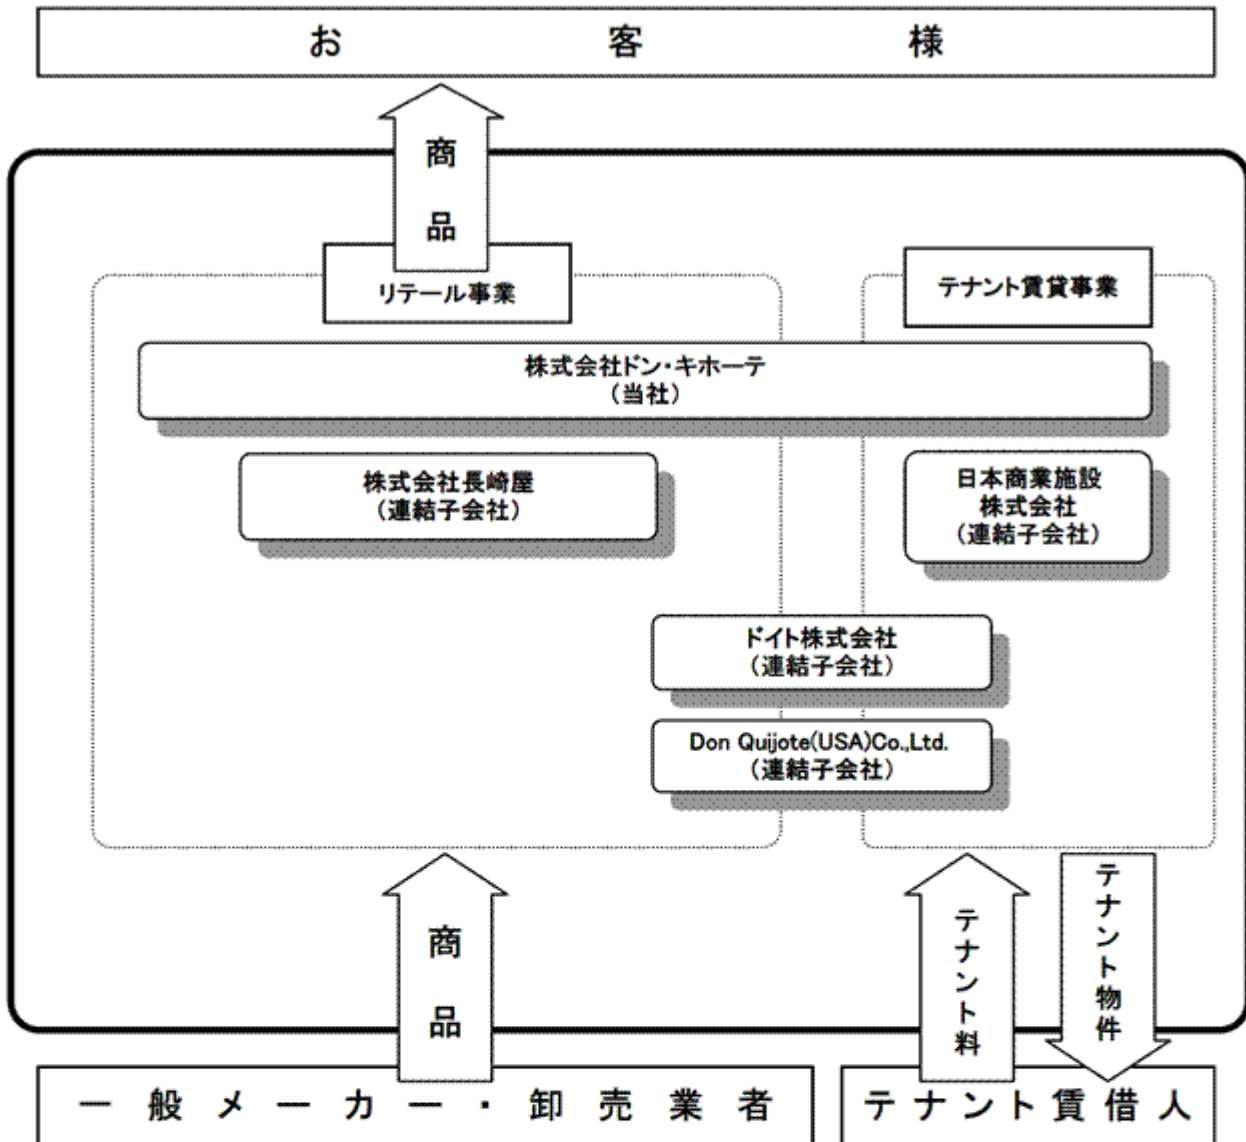 お客様
商品
リテール事業
テナント賃貸事業
株式会社ドン・キホーテ
(当社)
株式会社長崎屋
(連結子会社)
日本商業施設
株式会社
(連結子会社)
ドイト株式会社
(連結子会社)
Don Quijote(USA)Co.,Ltd.
(連結子会社)
商品
テナント料
テナント物件
一般メーカー・卸売業者
テナント賃借人